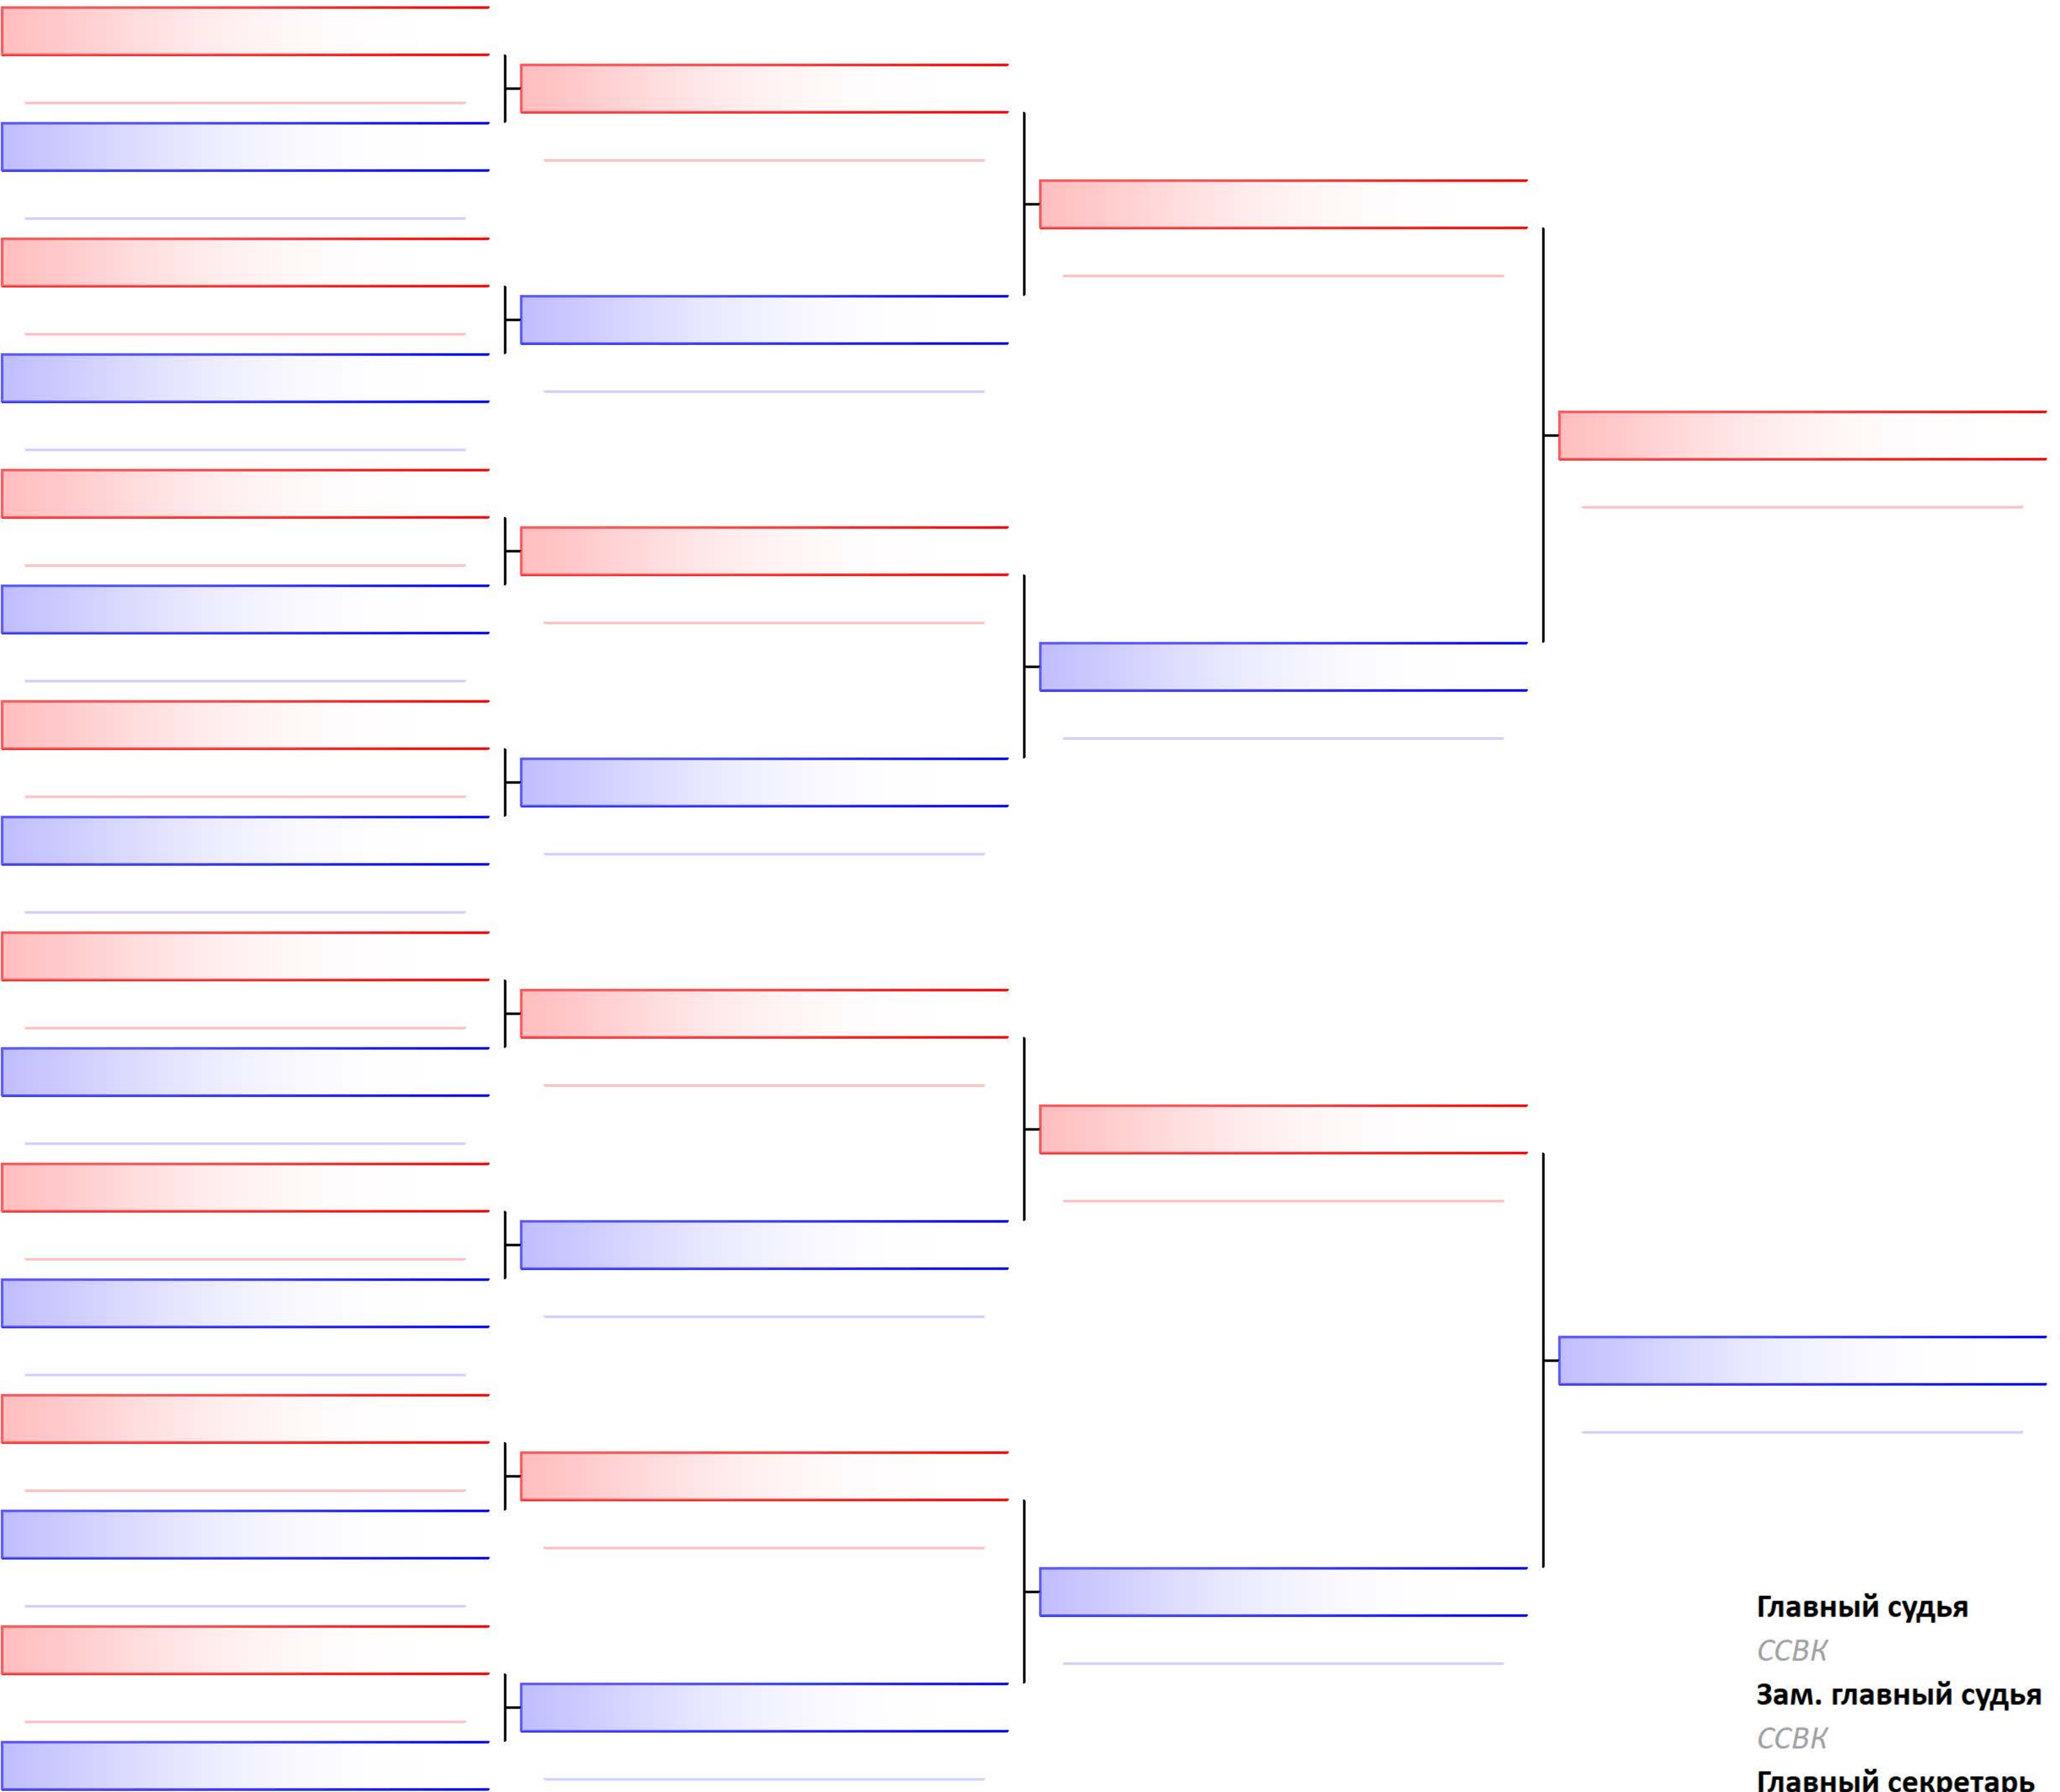 Главный судья
ССВК
Зам. главный судья
ССВК
Главный секретарь